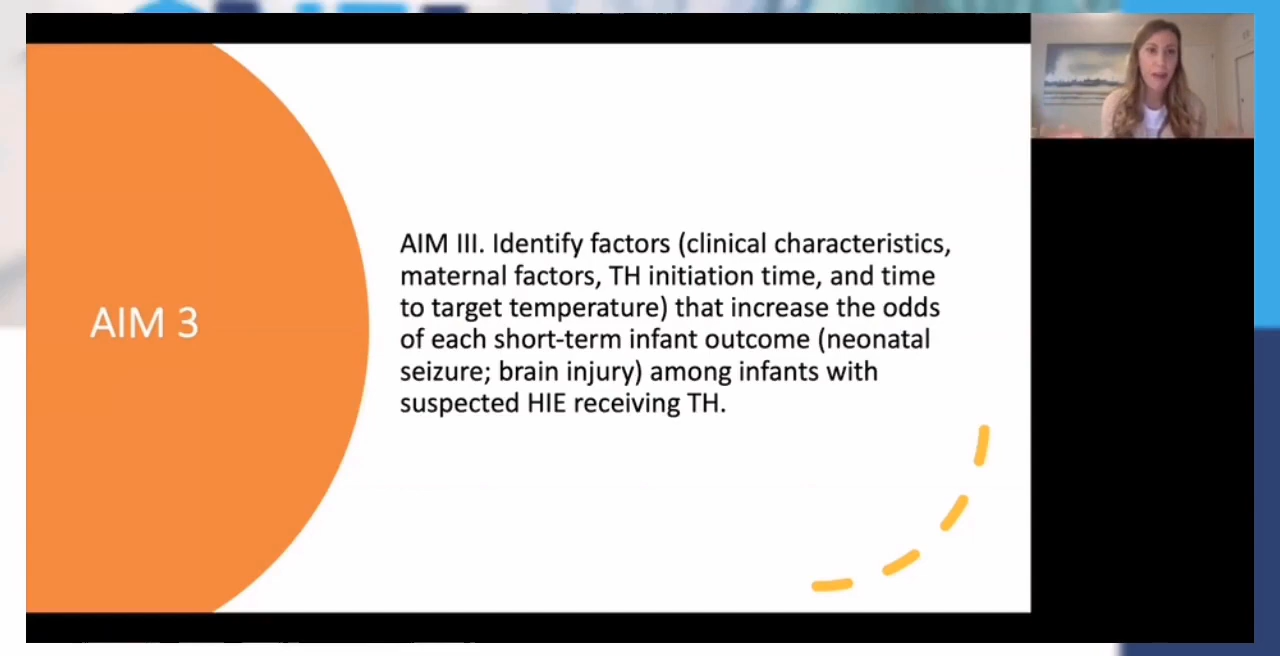 AIM 3
AIM III. Identify factors (clinical characteristics,
maternal factors, TH initiation time, and time
to target temperature) that increase the odds
of each short-term infant outcome (neonatal
seizure; brain injury) among infants with
suspected HIE receiving TH.